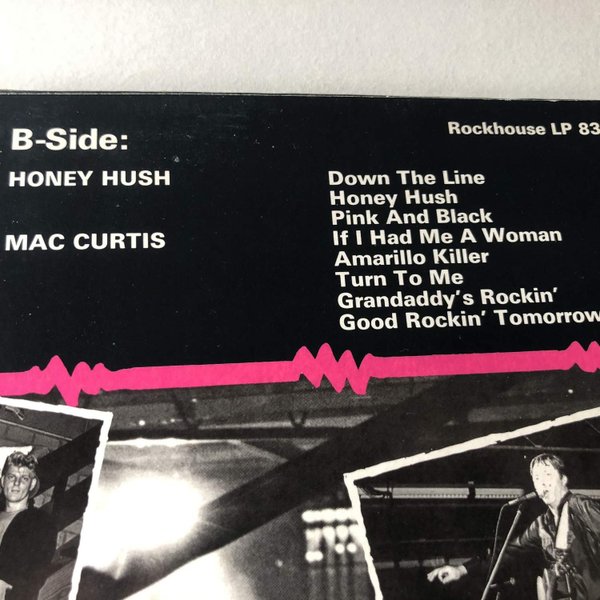 B-Side:
Rockhouse LP 83
HONEY HUSH
Down The Line
Honey Hush
Pink And Black
MAC CURTIS
If I Had Me A Woman
Amarillo Killer
Turn To Me
Grandaddy's Rockin'
Good Rockin' Tomorrow